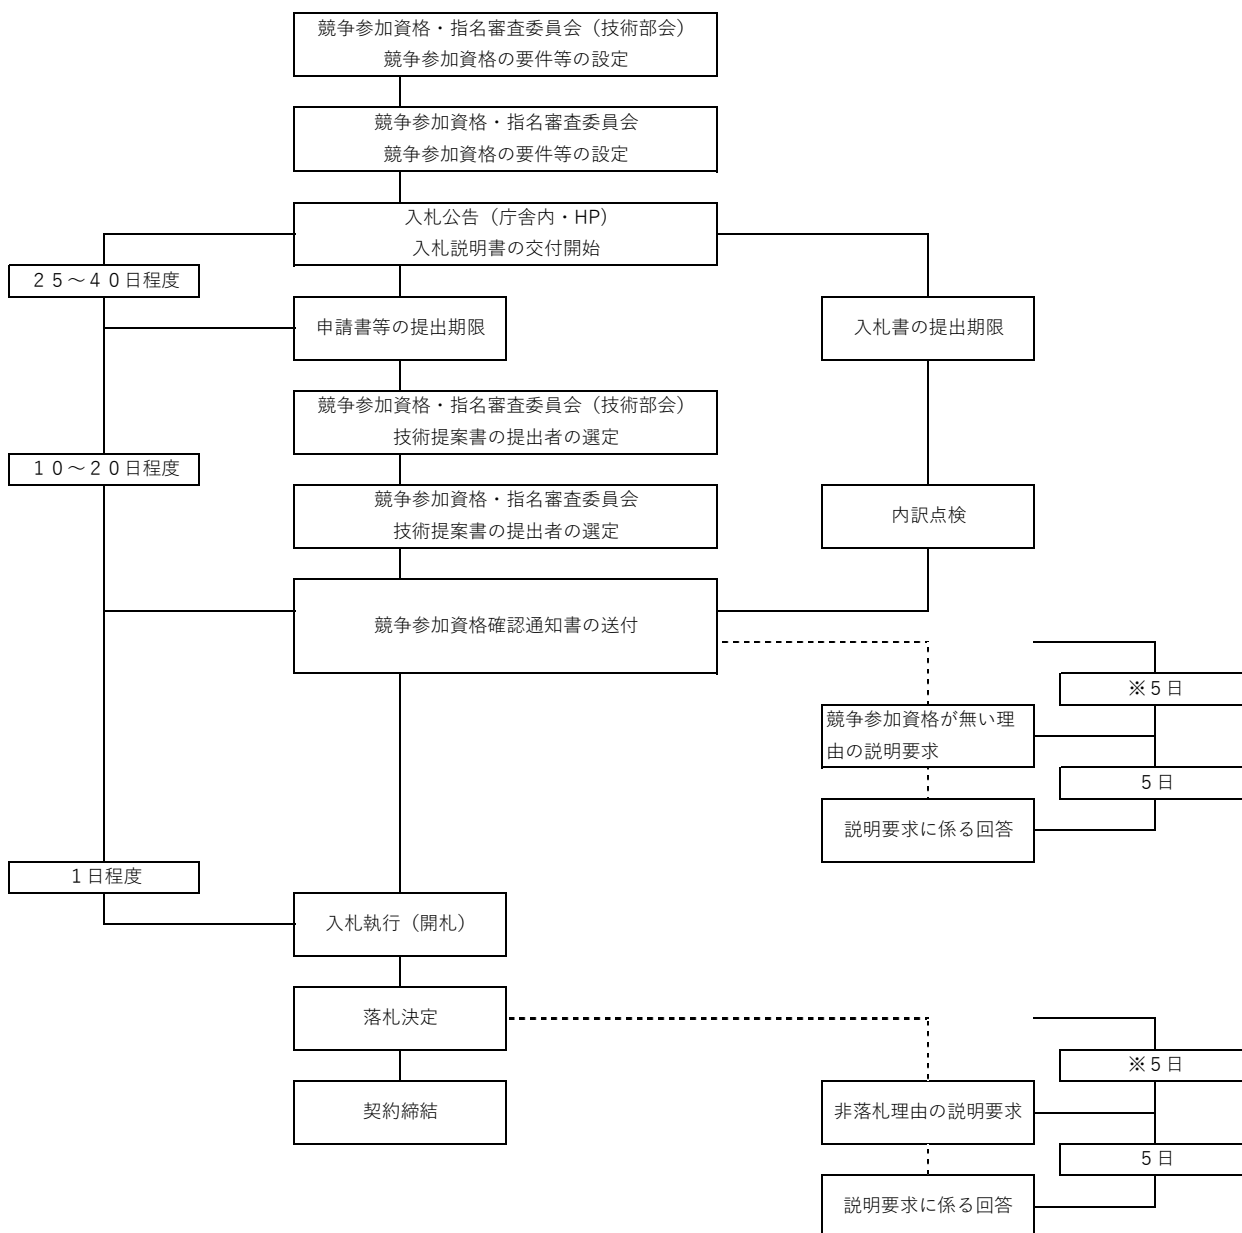 競争参加資格・指名審査委員会（技術部会）
競争参加資格の要件等の設定
競争参加資格・指名審査委員会
競争参加資格の要件等の設定
入札公告（庁舎内・HP）
入札説明書の交付開始
２５～４０日程度
申請書等の提出期限
入札書の提出期限
競争参加資格・指名審査委員会（技術部会）
技術提案書の提出者の選定
１０～２０日程度
競争参加資格・指名審査委員会
技術提案書の提出者の選定
内訳点検
競争参加資格確認通知書の送付
※５日
競争参加資格が無い理
由の説明要求
５日
説明要求に係る回答
１日程度
入札執行（開札）
落札決定
※５日
契約締結
非落札理由の説明要求
５日
説明要求に係る回答